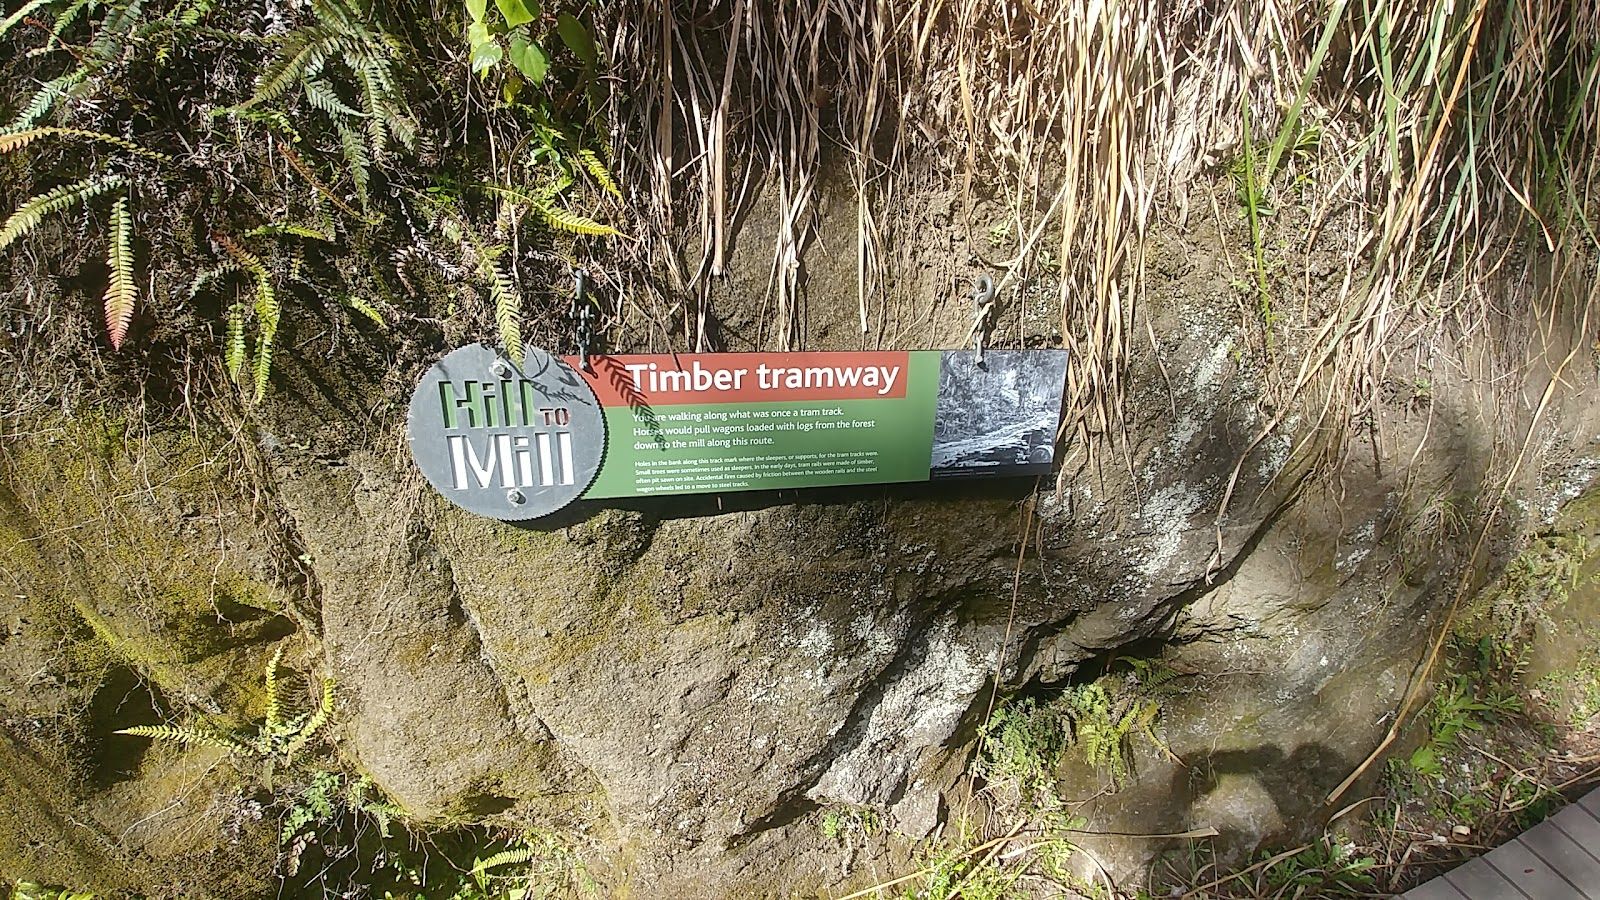 Hill TO
Mill
Timber tramway
You are walking along what was once a tram track.
Horses would pull wagons loaded with logs from the forest
down to the mill along this route.
Holes in the bank along this track mark where the sleepers, or supports, for the tram tracks were.
Small trees were sometimes used as sleepers. In the early days, tram rails were made of timber,
often pit sawn on site. Accidental fires caused by friction between the wooden rails and the steel
wagon wheels led to a move to steel tracks.